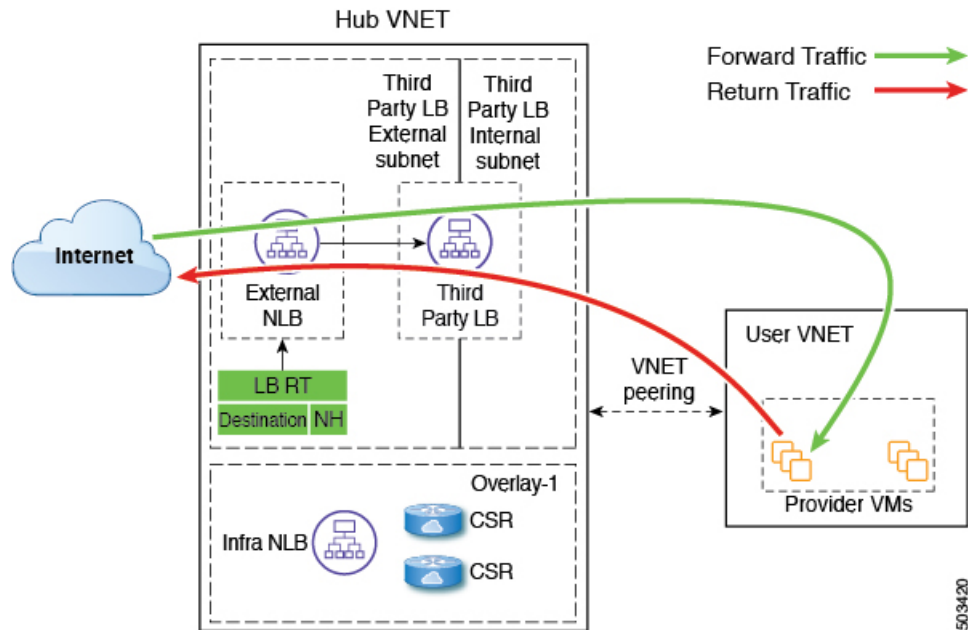 Hub VNET
Forward Traffic
Return Traffic
Third
Party LB
External
subnet
Third
Party LB
Internal
subnet
Internet
External
NLB
Third
Party LB
LB RT
Destination
NH
VNET
peering
User VNET
Provider VMs
Overlay-1
Infra NLB
CSR
CSR
503420